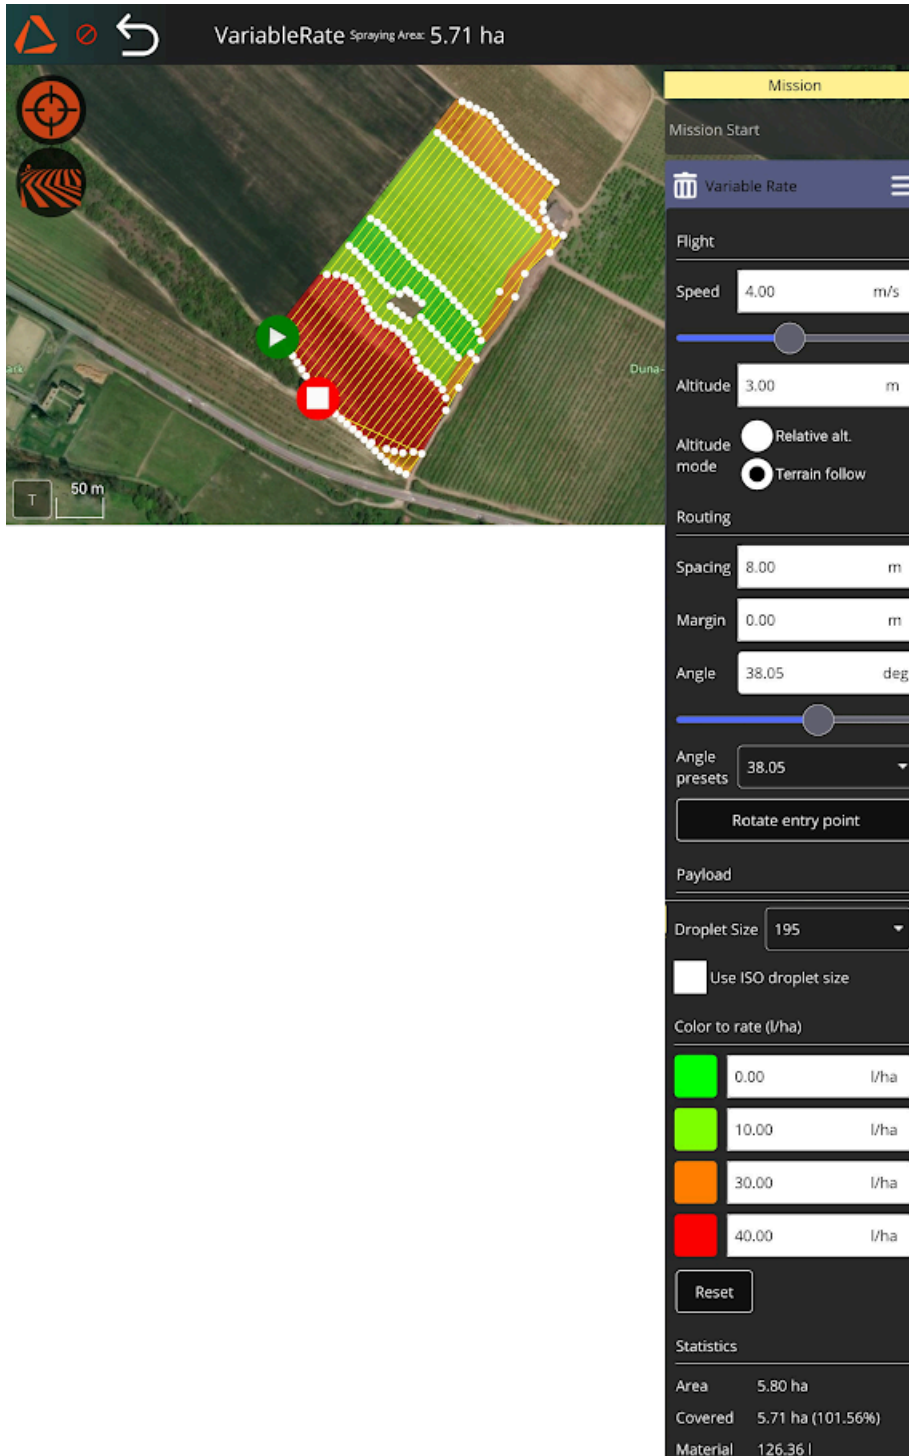 VariableRate Spraying Area: 5.71 ha
Mission
Mission Start
Variable Rate
Flight
Speed 4.00 m/s
Altitude 3.00 m
Altitude mode
Relative alt.
Terrain follow
Routing
Spacing 8.00 m
Margin 0.00 m
Angle 38.05 deg
Angle presets 38.05
Rotate entry point
Payload
Droplet Size 195
Use ISO droplet size
Color to rate (l/ha)
0.00 l/ha
10.00 l/ha
30.00 l/ha
40.00 l/ha
Reset
Statistics
Area 5.80 ha
Covered 5.71 ha (101.56%)
Material 126.36 l
Duna-
T 50 m